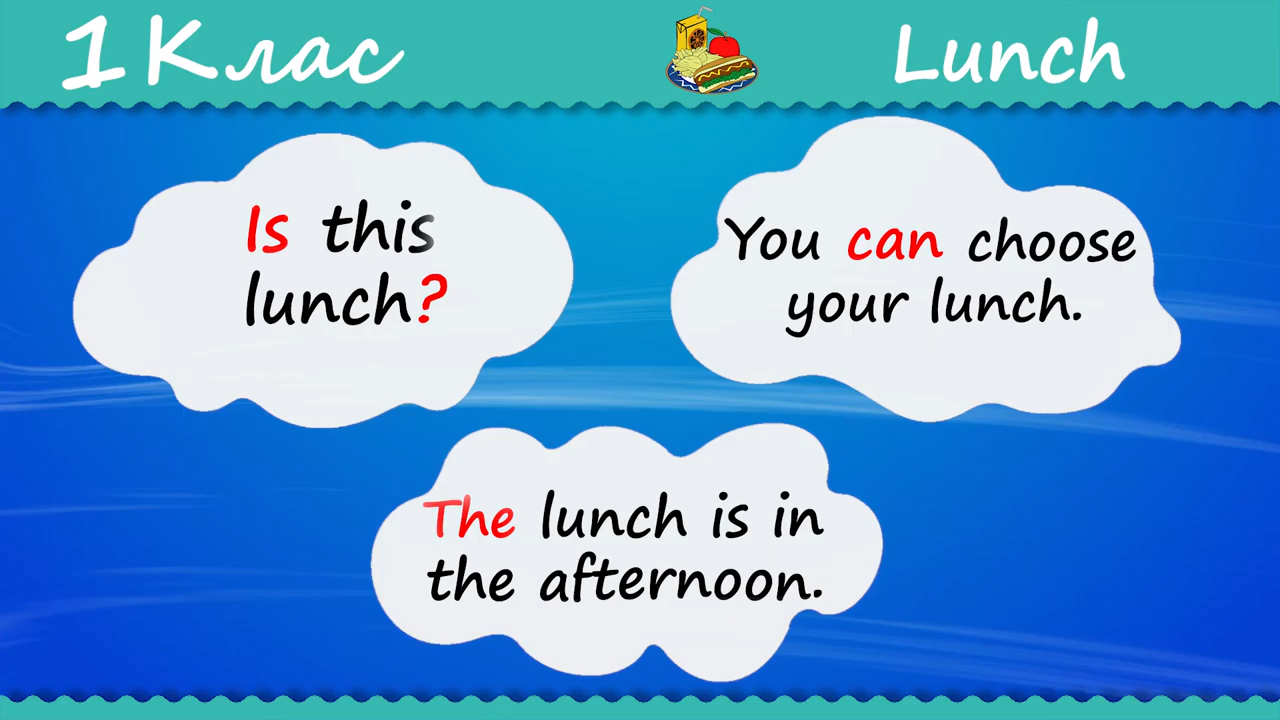 1 Клас
Lunch
Is this
lunch?
You can choose
your lunch.
The lunch is in
the afternoon.